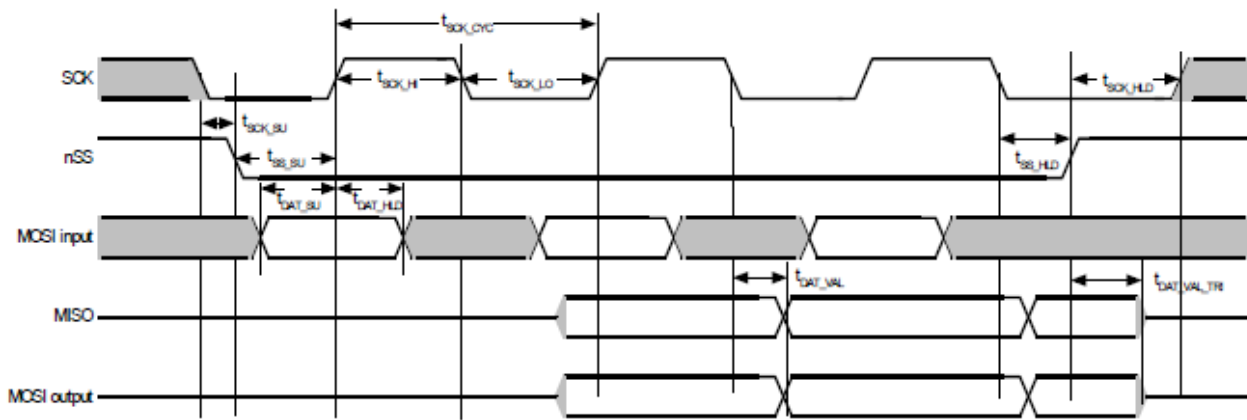 tSCK_CYC
SCK
tSCK_HI
tSCK_LO
tSCK_HLD
tSCK_SU
nSS
tSS_SU
tSS_HLD
tDAT_SU
tDAT_HLD
MOSI input
tDAT_VAL
tDAT_VAL_TRI
MISO
MOSI output